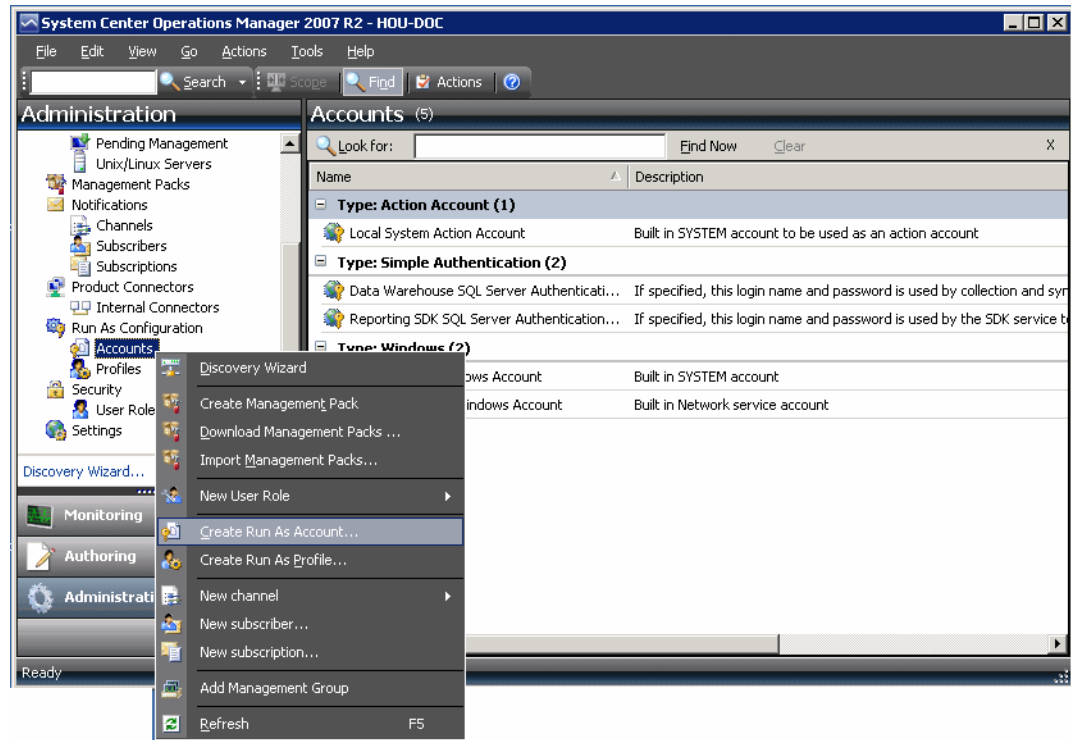 System Center Operations Manager 2007 R2 - HOU-DOC
File Edit View Go Actions Tools Help
Search Scope Find Actions
Administration
Pending Management
Unix/Linux Servers
Management Packs
Notifications
Channels
Subscribers
Subscriptions
Product Connectors
Internal Connectors
Run As Configuration
Accounts
Profiles
Security
User Role
Settings
Discovery Wizard...
Monitoring
Authoring
Administrati
Ready
Accounts (5)
Look for: Find Now Clear X
Name Description
Type: Action Account (1)
Local System Action Account Built in SYSTEM account to be used as an action account
Type: Simple Authentication (2)
Data Warehouse SQL Server Authenticati... If specified, this login name and password is used by collection and syn
Reporting SDK SQL Server Authentication... If specified, this login name and password is used by the SDK service t
Type: Windows (2)
ows Account Built in SYSTEM account
indows Account Built in Network service account
Discovery Wizard
Create Management Pack
Download Management Packs ...
Import Management Packs...
New User Role
Create Run As Account...
Create Run As Profile...
New channel
New subscriber...
New subscription...
Add Management Group
Refresh F5